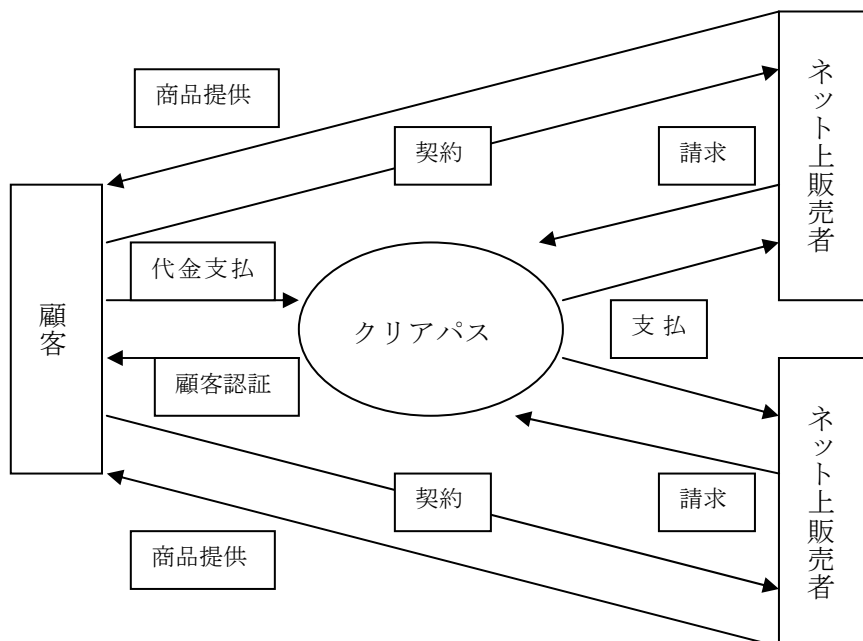 商品提供
契約
請求
ネット上販売者
代金支払
顧客
クリアパス
支 払
顧客認証
契約
請求
ネット上販売者
商品提供